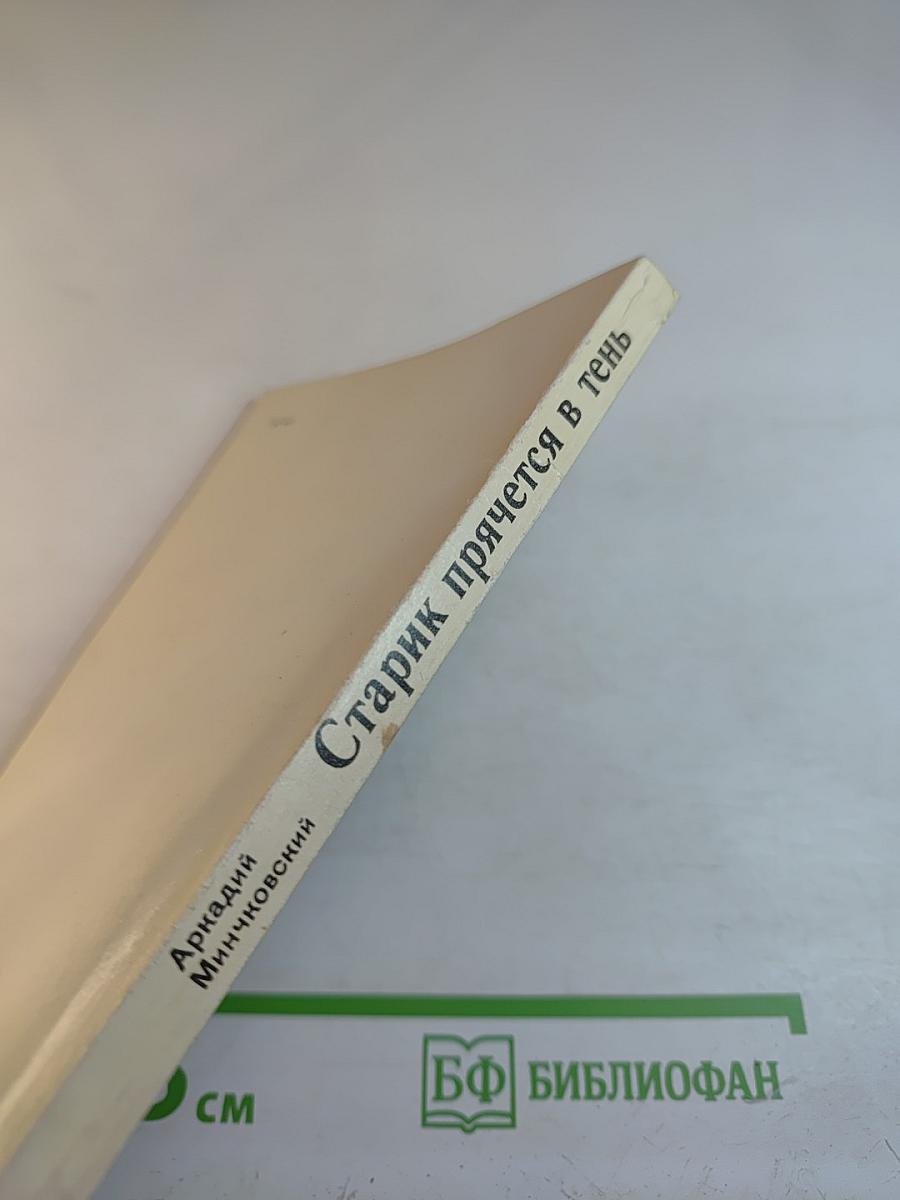 Старик прячется в тень
Аркадий
Минчковский
см
БФ БИБЛИОФАН